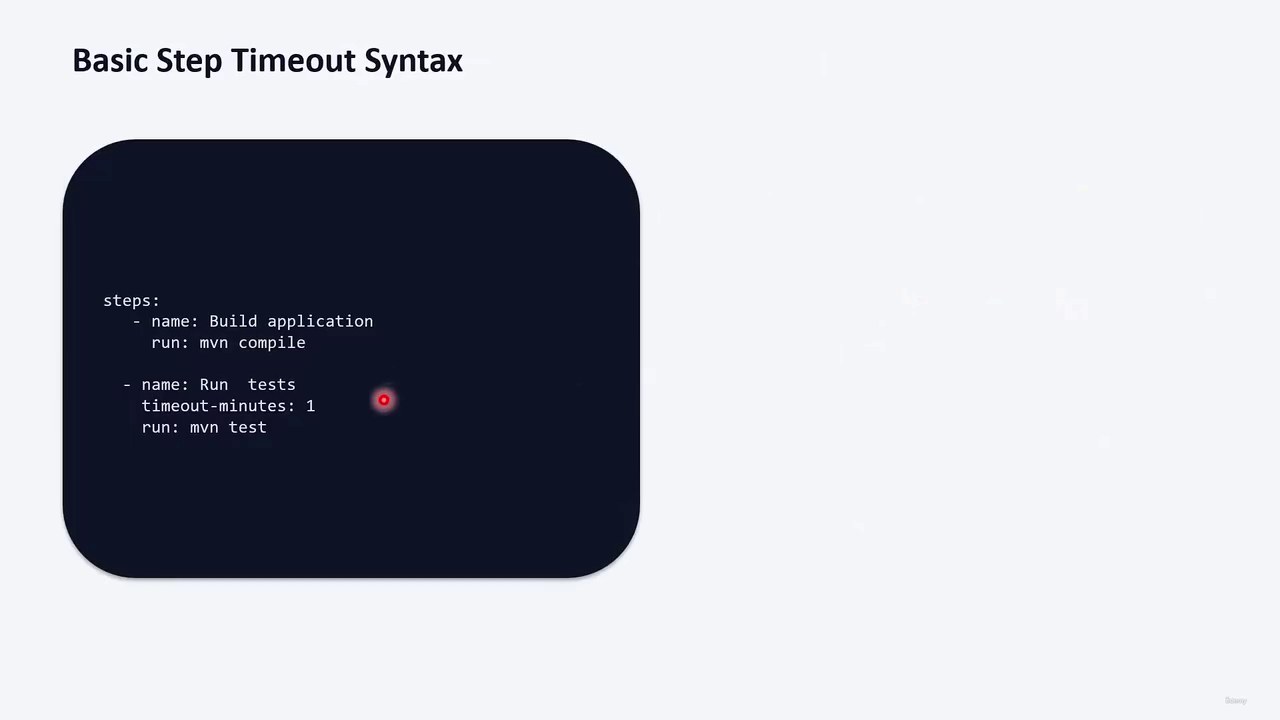 Basic Step Timeout Syntax
steps:
   - name: Build application
     run: mvn compile
  - name: Run  tests
    timeout-minutes: 1
    run: mvn test